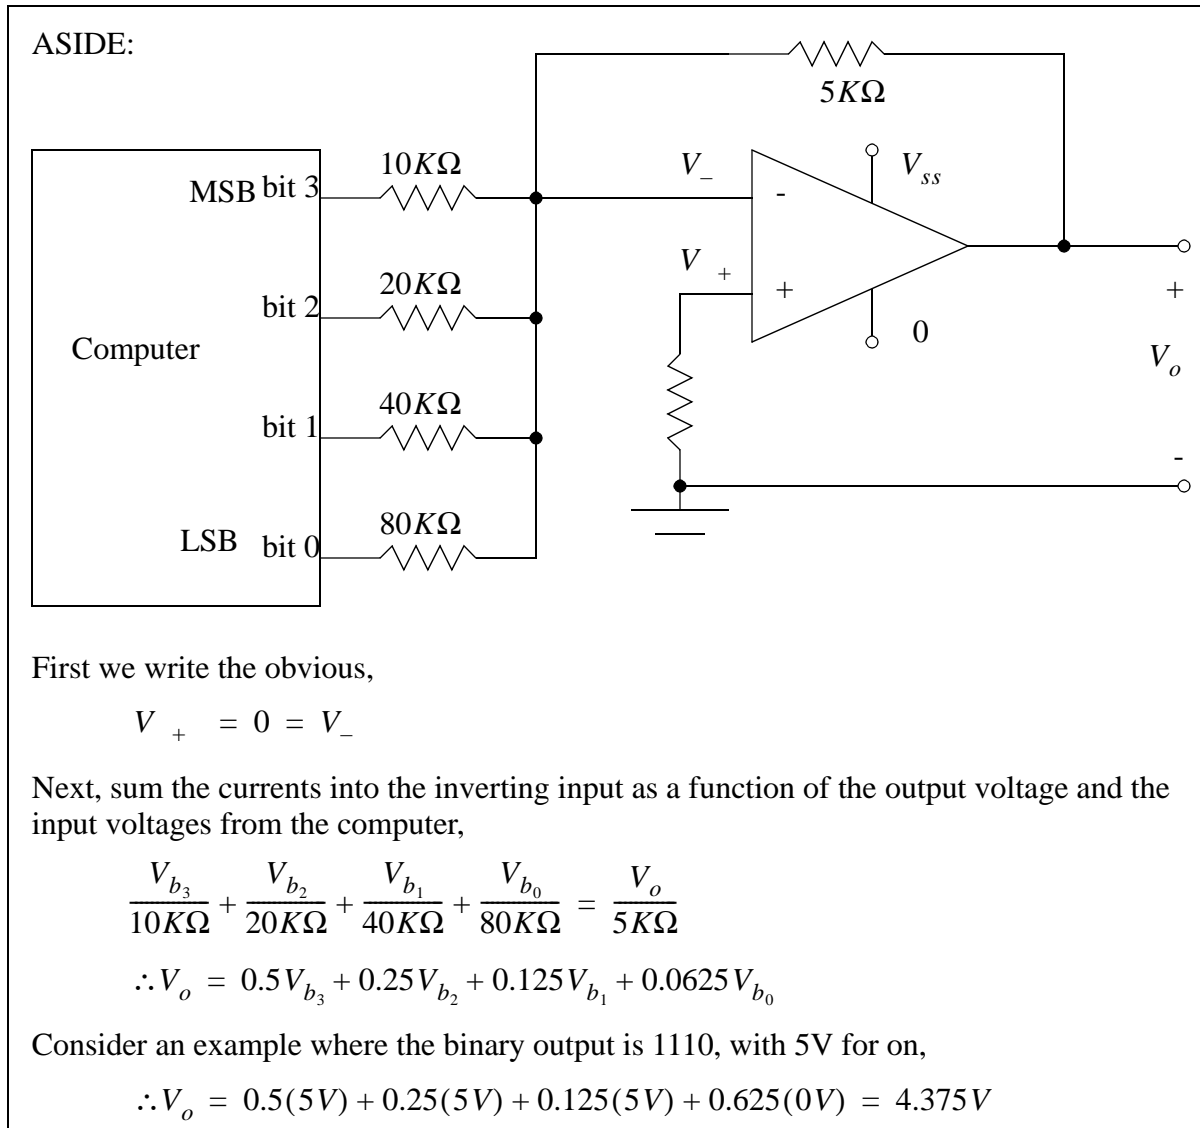 ASIDE:
5KΩ
MSB bit 3
10KΩ
V_−
-
V_ss
V_+
+
bit 2
20KΩ
0
+
Computer
V_o
bit 1
40KΩ
-
LSB bit 0
80KΩ
First we write the obvious,
V_+ = 0 = V_−
Next, sum the currents into the inverting input as a function of the output voltage and the
input voltages from the computer,
V_b₃/10KΩ + V_b₂/20KΩ + V_b₁/40KΩ + V_b₀/80KΩ = V_o/5KΩ
∴V_o = 0.5V_b₃ + 0.25V_b₂ + 0.125V_b₁ + 0.0625V_b₀
Consider an example where the binary output is 1110, with 5V for on,
∴V_o = 0.5(5V) + 0.25(5V) + 0.125(5V) + 0.625(0V) = 4.375V